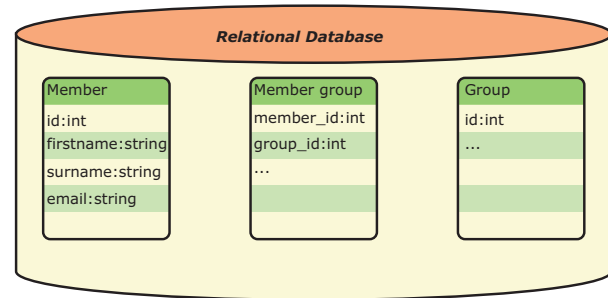 Relational Database
Member
id:int
firstname:string
surname:string
email:string
Member group
member_id:int
group_id:int
...
Group
id:int
...